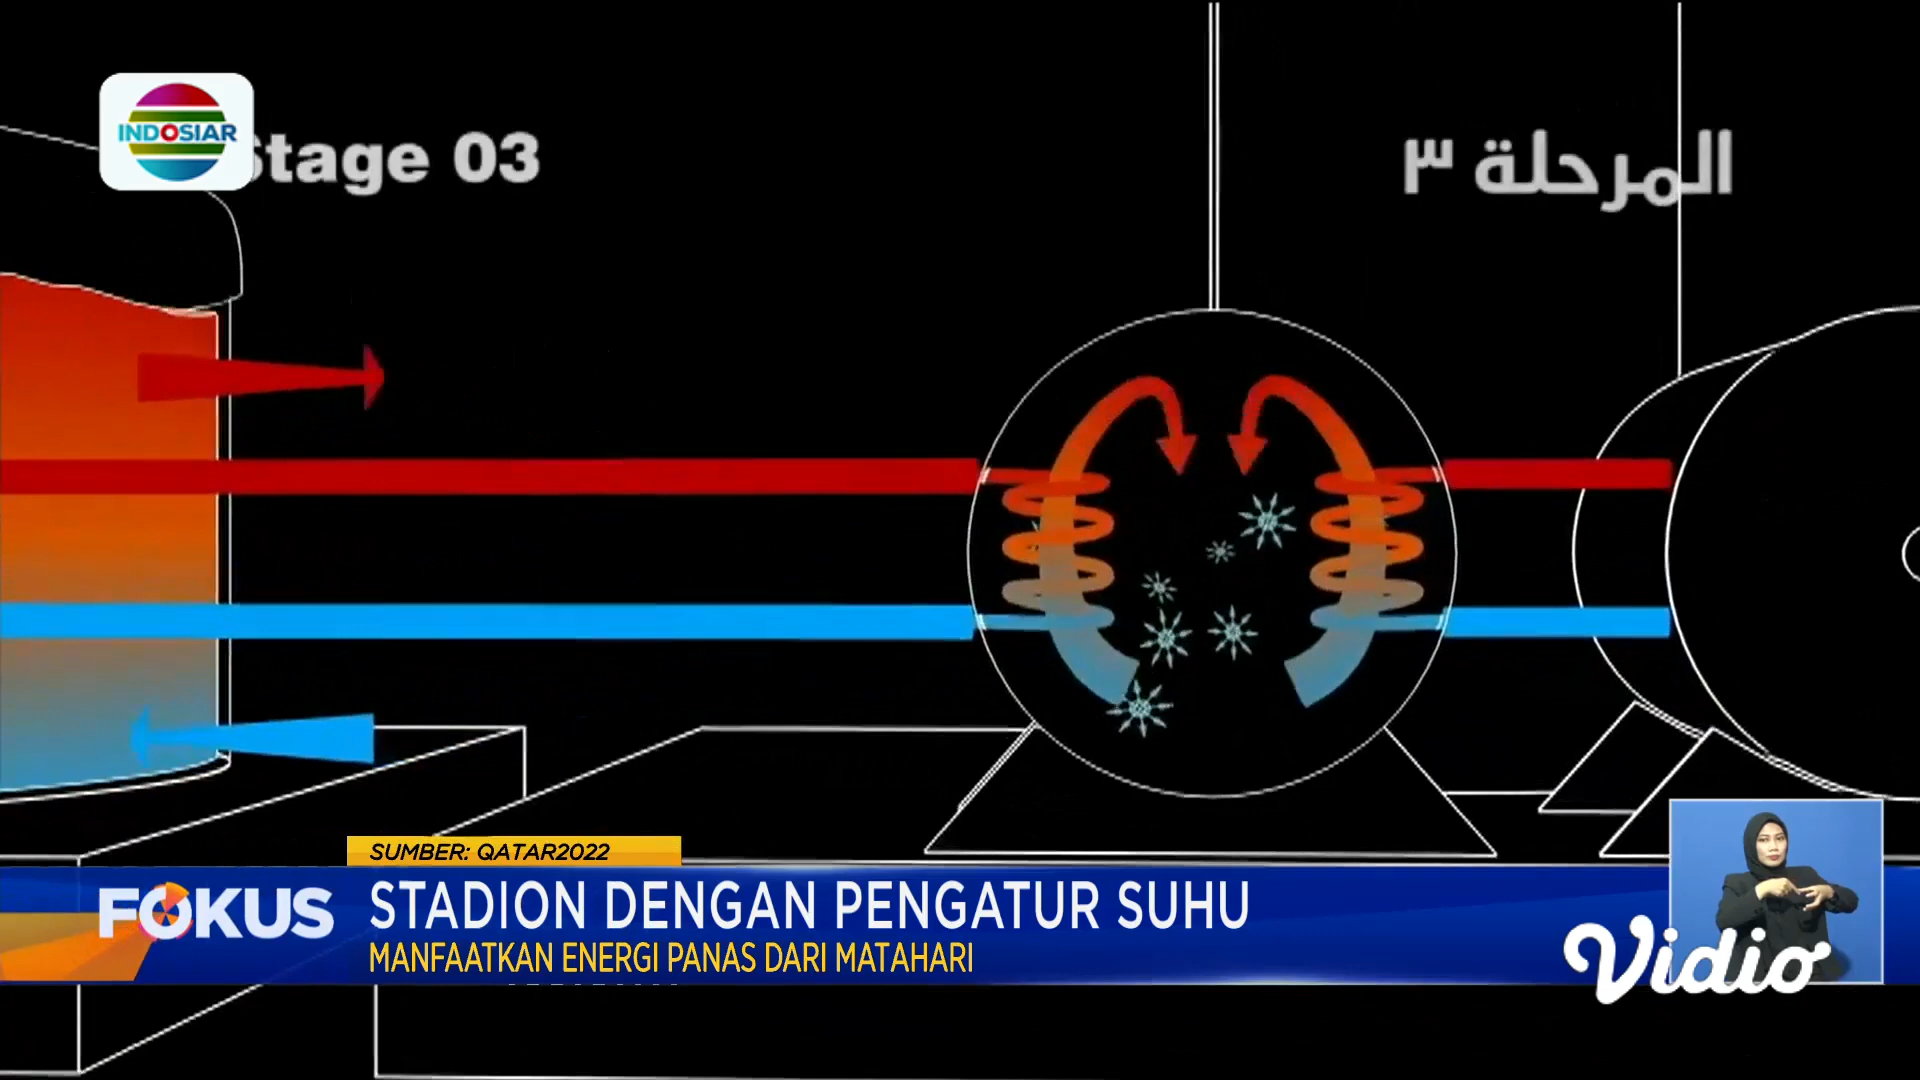 INDOSIAR
Stage 03
المرحلة ٣
SUMBER: QATAR2022
FOKUS
STADION DENGAN PENGATUR SUHU
MANFAATKAN ENERGI PANAS DARI MATAHARI
Vidio